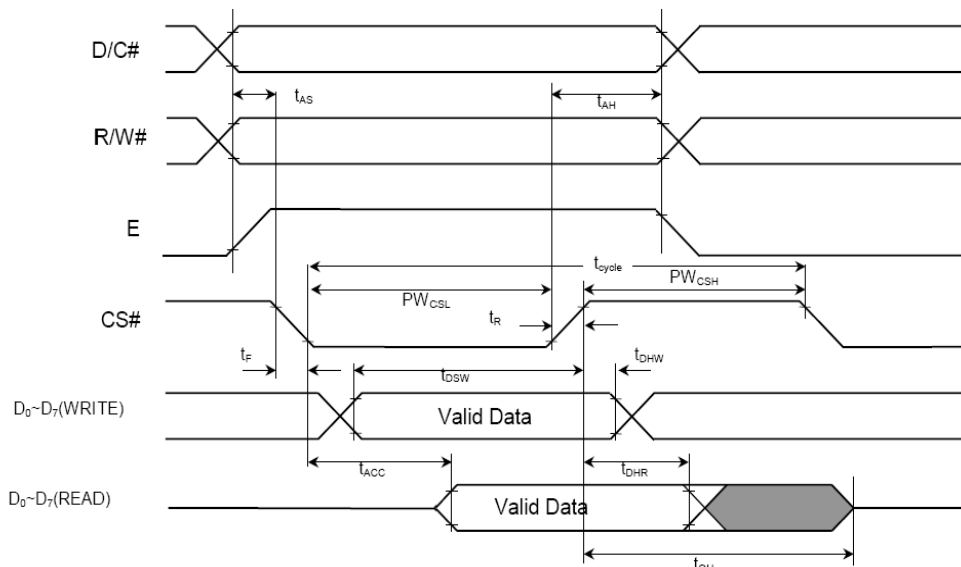 D/C#
tAS
tAH
R/W#
E
tcycle
PWCSL
PWCSH
CS#
tR
tF
tDSW
tDHW
D0~D7(WRITE)
Valid Data
tACC
tDHR
D0~D7(READ)
Valid Data